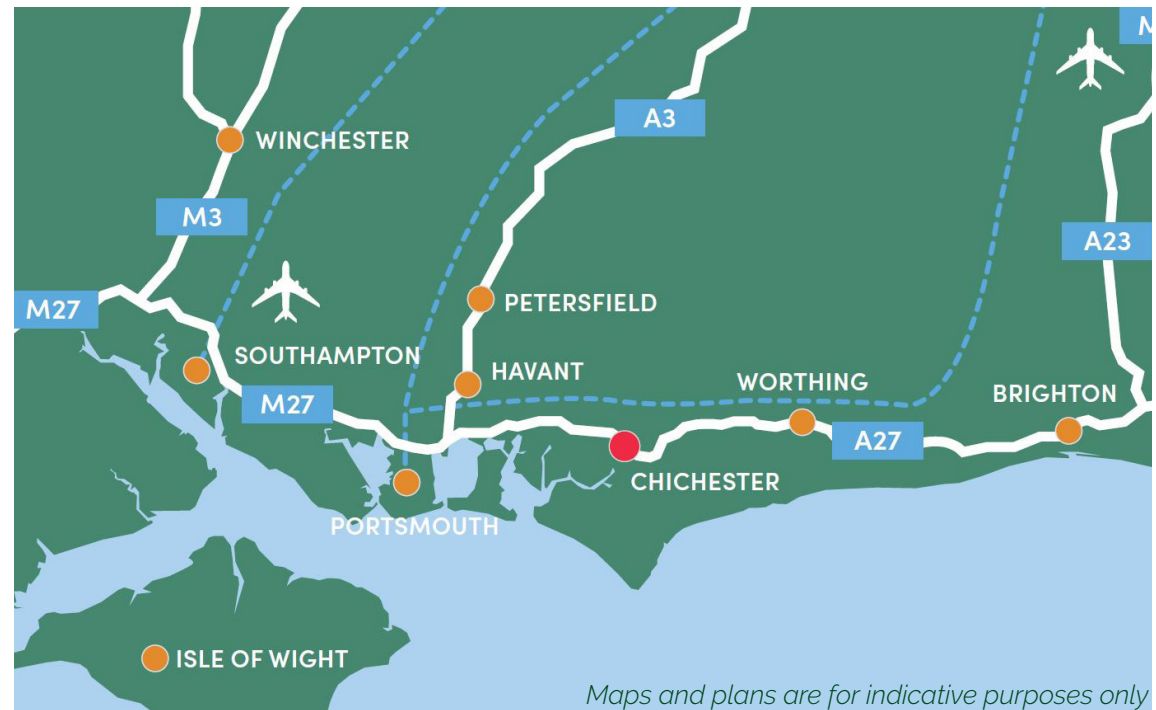 M
A3
WINCHESTER
M3
A23
M27
PETERSFIELD
SOUTHAMPTON
HAVANT
WORTHING
BRIGHTON
M27
A27
CHICHESTER
PORTSMOUTH
ISLE OF WIGHT
Maps and plans are for indicative purposes only